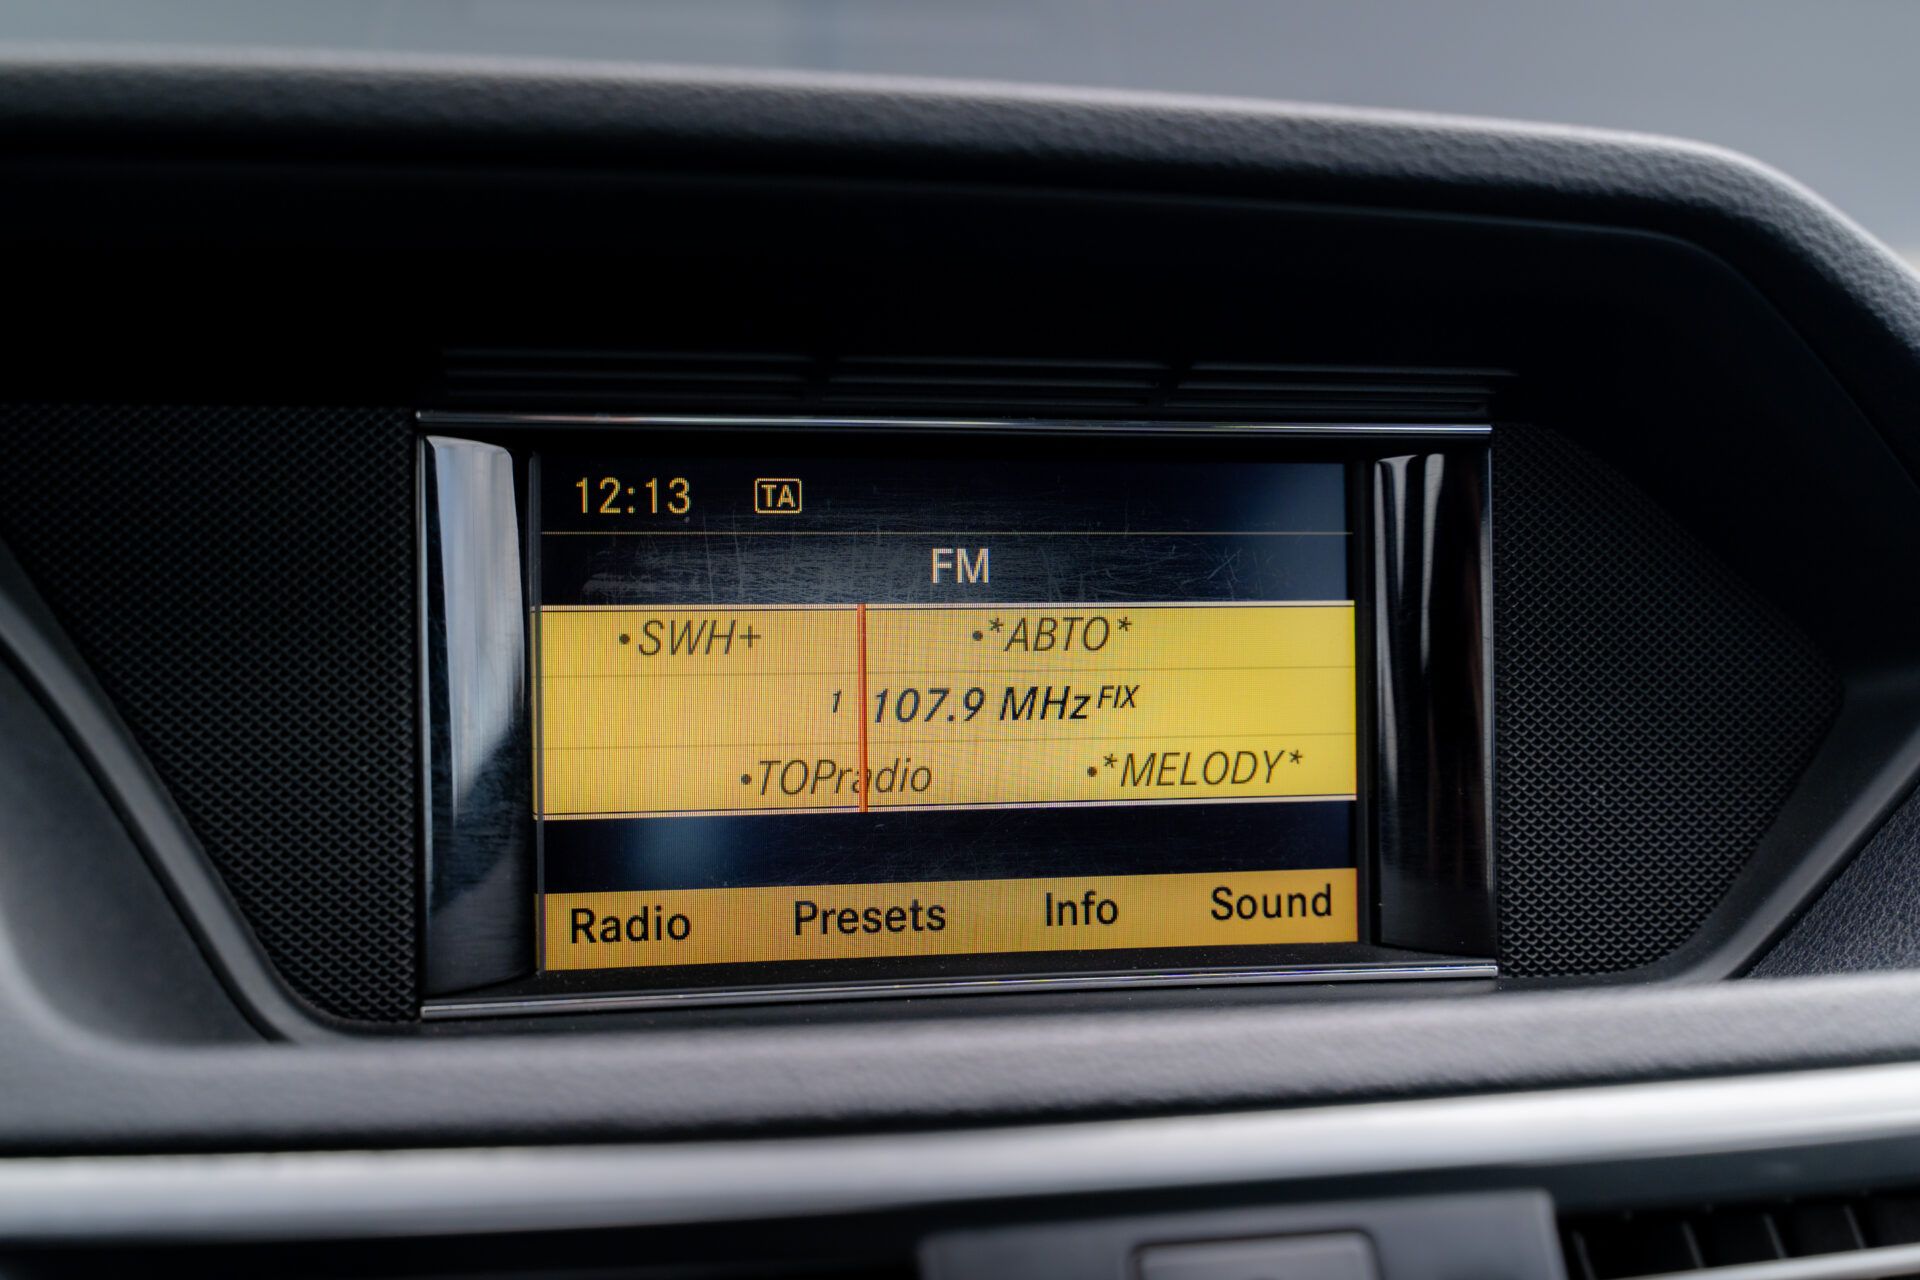 12:13 TA
FM
•SWH+ •*ABTO*
1 107.9 MHz FIX
•TOPradio •*MELODY*
Radio Presets Info Sound